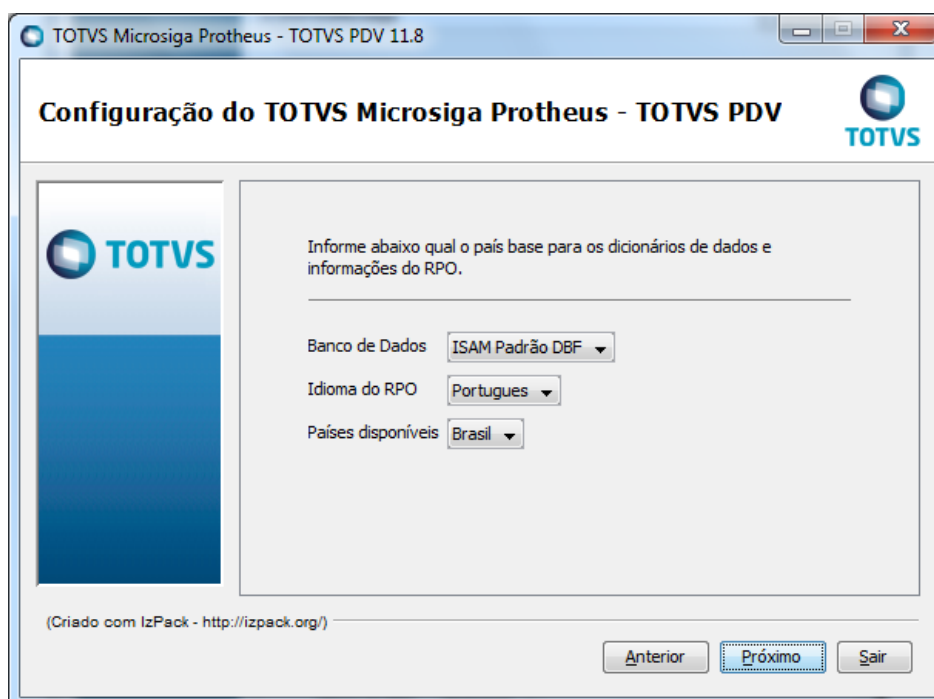 TOTVS Microsiga Protheus - TOTVS PDV 11.8
Configuração do TOTVS Microsiga Protheus - TOTVS PDV
TOTVS
TOTVS
Informe abaixo qual o país base para os dicionários de dados e
informações do RPO.
Banco de Dados ISAM Padrão DBF
Idioma do RPO Portugues
Países disponíveis Brasil
(Criado com IzPack - http://izpack.org/)
Anterior Próximo Sair